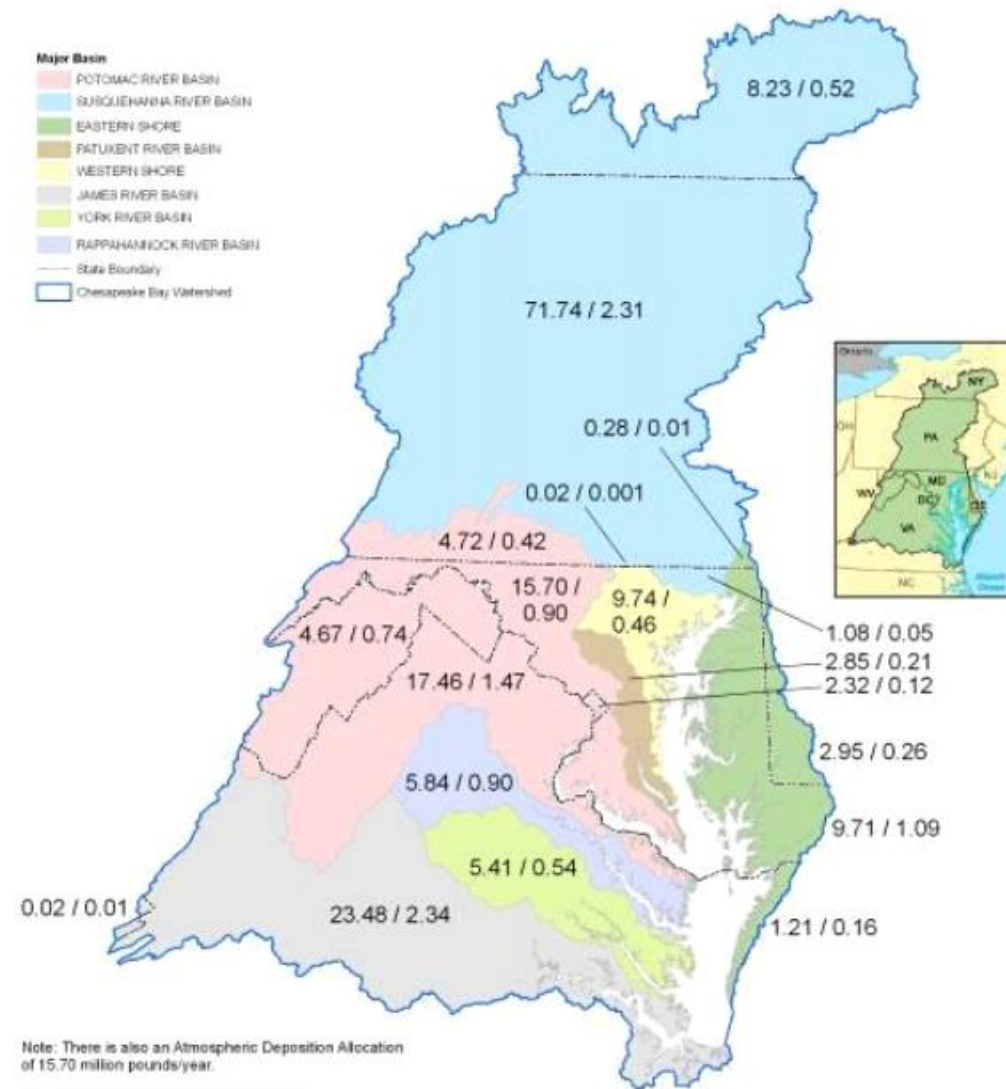 Major Basin
POTOMAC RIVER BASIN
SUSQUEHANNA RIVER BASIN
EASTERN SHORE
PATUXENT RIVER BASIN
WESTERN SHORE
JAMES RIVER BASIN
YORK RIVER BASIN
RAPPAHANNOCK RIVER BASIN
State Boundary
Chesapeake Bay Watershed
8.23 / 0.52
71.74 / 2.31
0.28 / 0.01
0.02 / 0.001
4.72 / 0.42
15.70 /
0.90
9.74 /
0.46
4.67 / 0.74
17.46 / 1.47
1.08 / 0.05
2.85 / 0.21
2.32 / 0.12
2.95 / 0.26
5.84 / 0.90
9.71 / 1.09
5.41 / 0.54
0.02 / 0.01
23.48 / 2.34
1.21 / 0.16
Ontario
NY
OH
PA
NJ
MD
WV
DC
DE
VA
NC
Note: There is also an Atmospheric Deposition Allocation
of 15.70 million pounds/year.